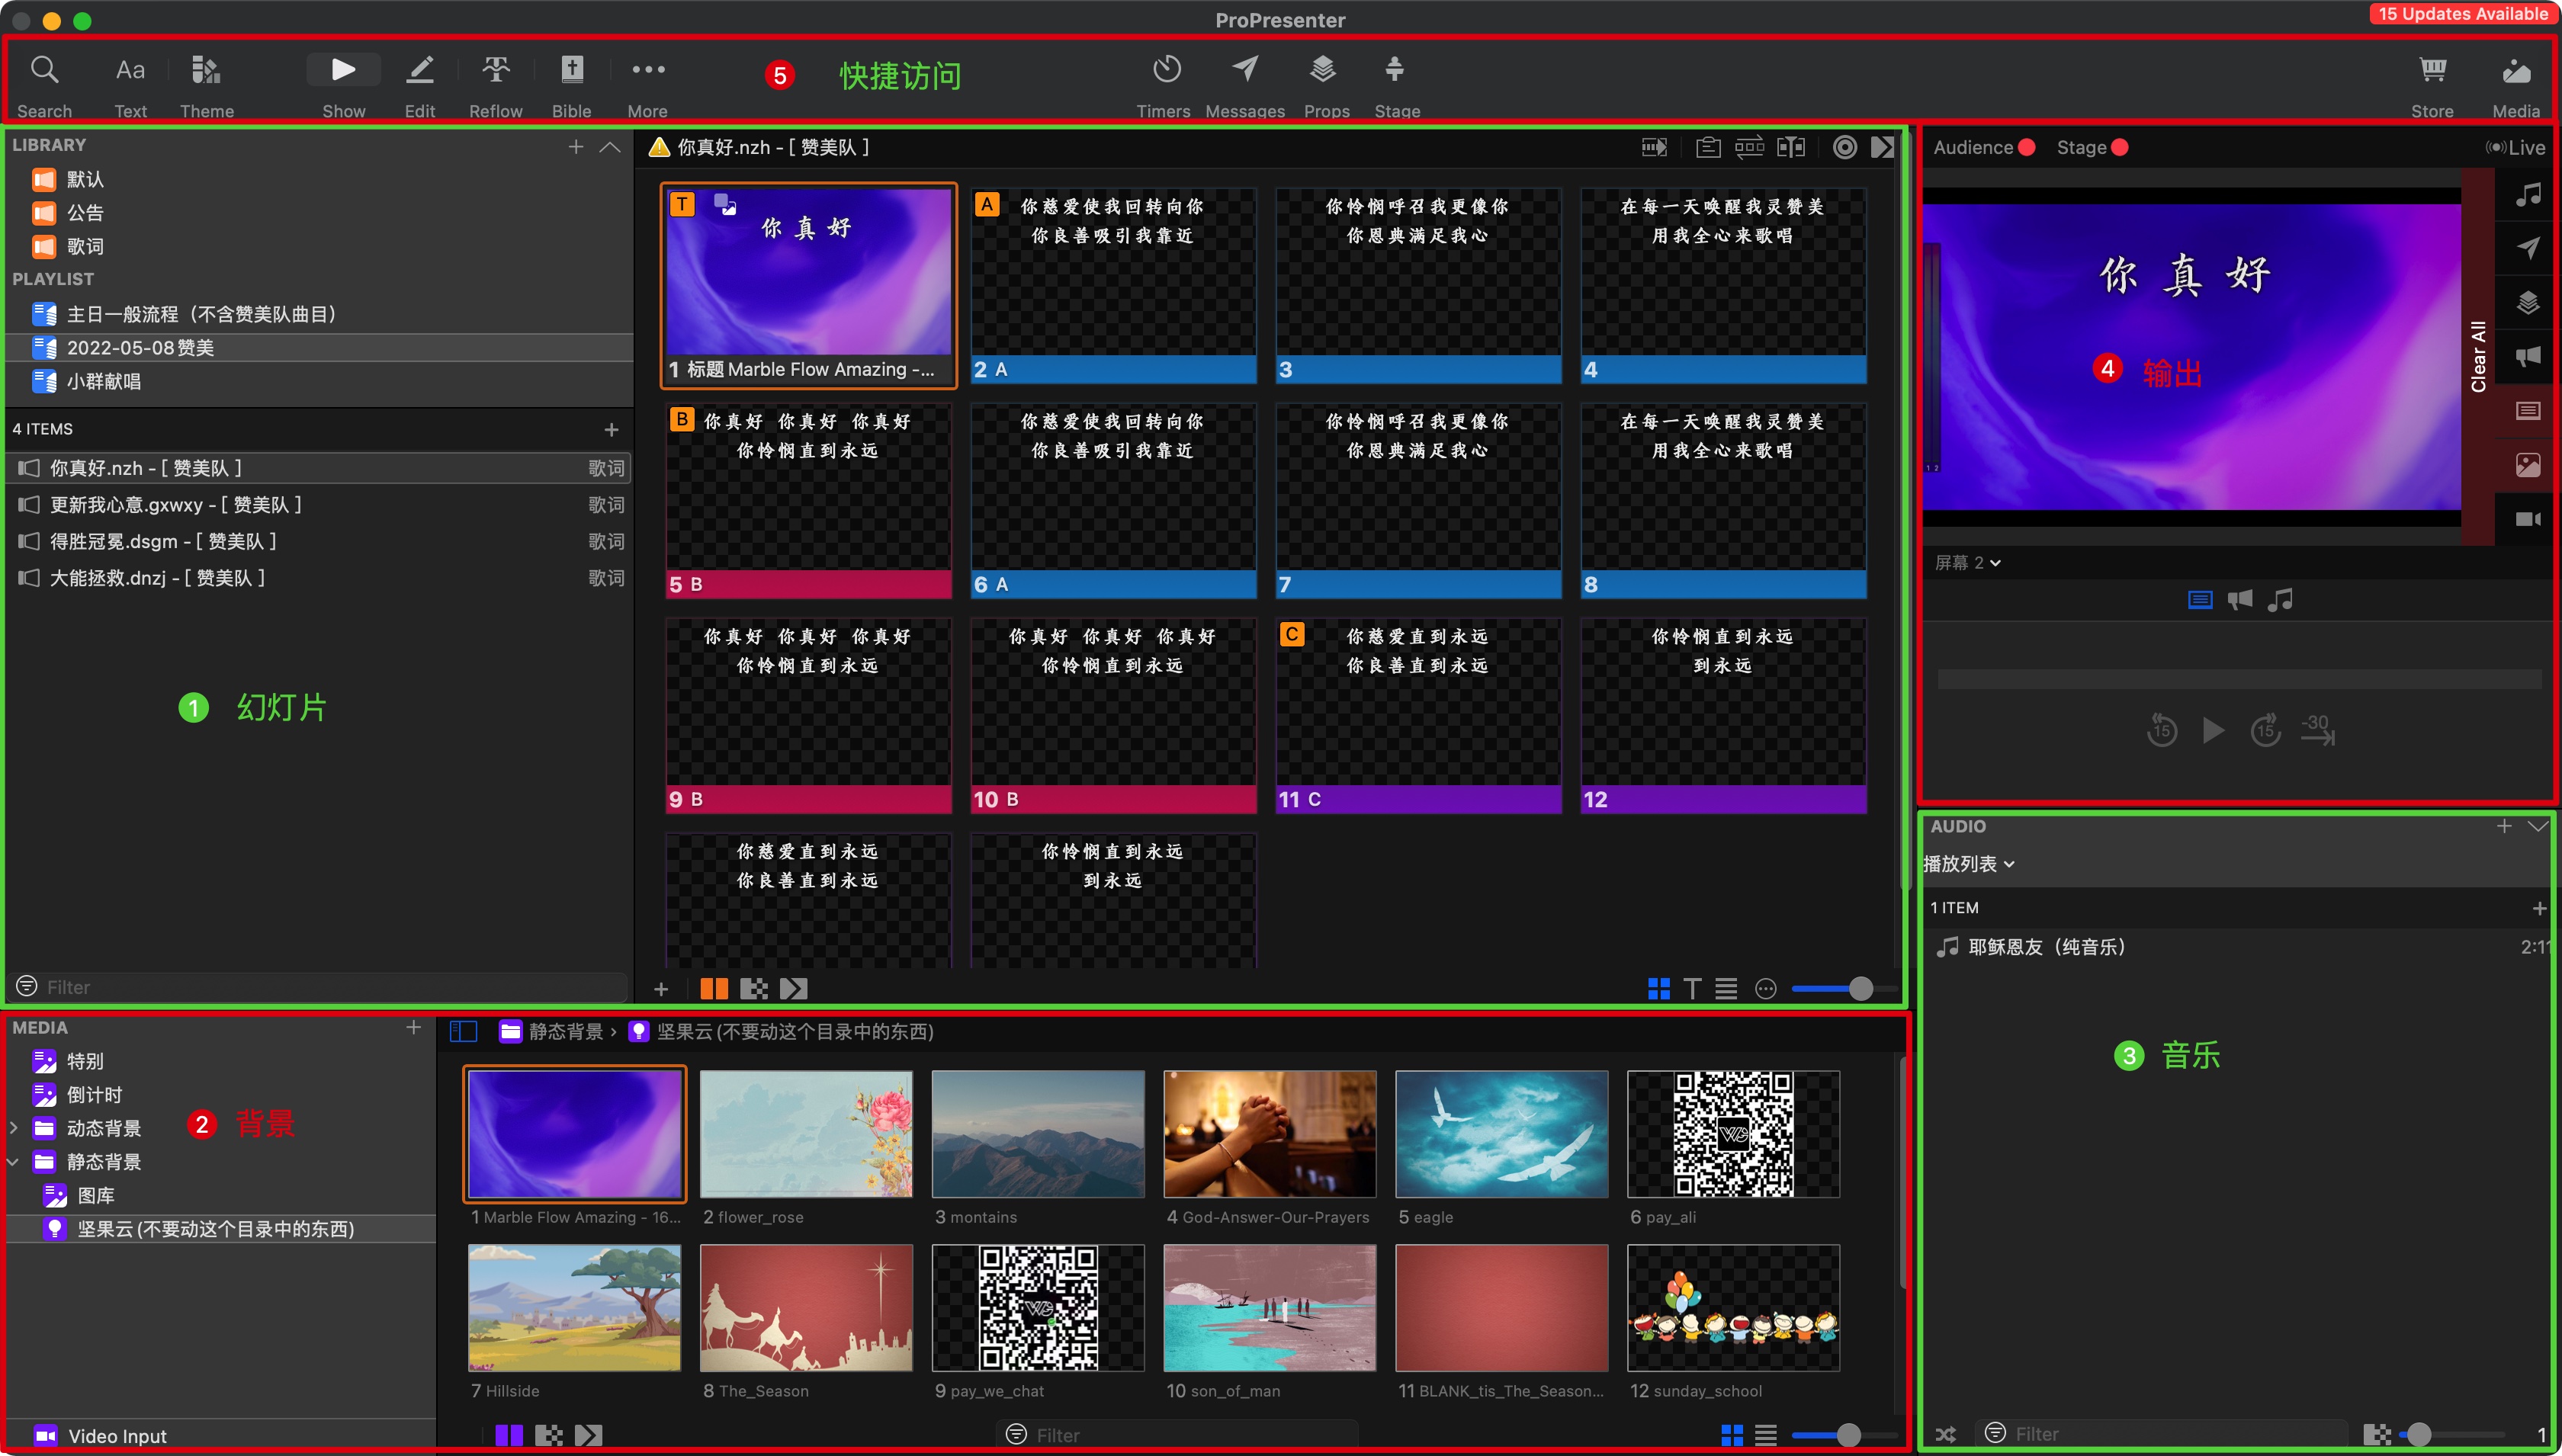 ProPresenter
15 Updates Available
Search
Text
Theme
Show
Edit
Reflow
Bible
More
5 快捷访问
Timers
Messages
Props
Stage
Store
Media
LIBRARY
默认
公告
歌词
PLAYLIST
主日一般流程（不含赞美队曲目）
2022-05-08赞美
小群献唱
4 ITEMS
你真好.nzh - [ 赞美队 ] 歌词
更新我心意.gxwxy - [ 赞美队 ] 歌词
得胜冠冕.dsgm - [ 赞美队 ] 歌词
大能拯救.dnzj - [ 赞美队 ] 歌词
1 幻灯片
Filter
你真好.nzh - [ 赞美队 ]
T
你真好
1 标题 Marble Flow Amazing -...
A
你慈爱使我回转向你
你良善吸引我靠近
2 A
你怜悯呼召我更像你
你恩典满足我心
3
在每一天唤醒我灵赞美
用我全心来歌唱
4
B
你真好 你真好 你真好
你怜悯直到永远
5 B
你慈爱使我回转向你
你良善吸引我靠近
6 A
你怜悯呼召我更像你
你恩典满足我心
7
在每一天唤醒我灵赞美
用我全心来歌唱
8
你真好 你真好 你真好
你怜悯直到永远
9 B
你真好 你真好 你真好
你怜悯直到永远
10 B
C
你慈爱直到永远
你良善直到永远
11 C
你怜悯直到永远
到永远
12
你慈爱直到永远
你良善直到永远
你怜悯直到永远
到永远
Audience
Stage
Live
你真好
4 输出
Clear All
1 2
屏幕 2
15
15
-30
AUDIO
播放列表
1 ITEM
耶稣恩友（纯音乐） 2:11
3 音乐
Filter
1
MEDIA
特别
倒计时
动态背景
静态背景
图库
坚果云(不要动这个目录中的东西)
2 背景
Video Input
静态背景 › 坚果云(不要动这个目录中的东西)
1 Marble Flow Amazing - 16...
2 flower_rose
3 montains
4 God-Answer-Our-Prayers
5 eagle
6 pay_ali
7 Hillside
8 The_Season
9 pay_we_chat
10 son_of_man
11 BLANK_tis_The_Season...
12 sunday_school
Filter